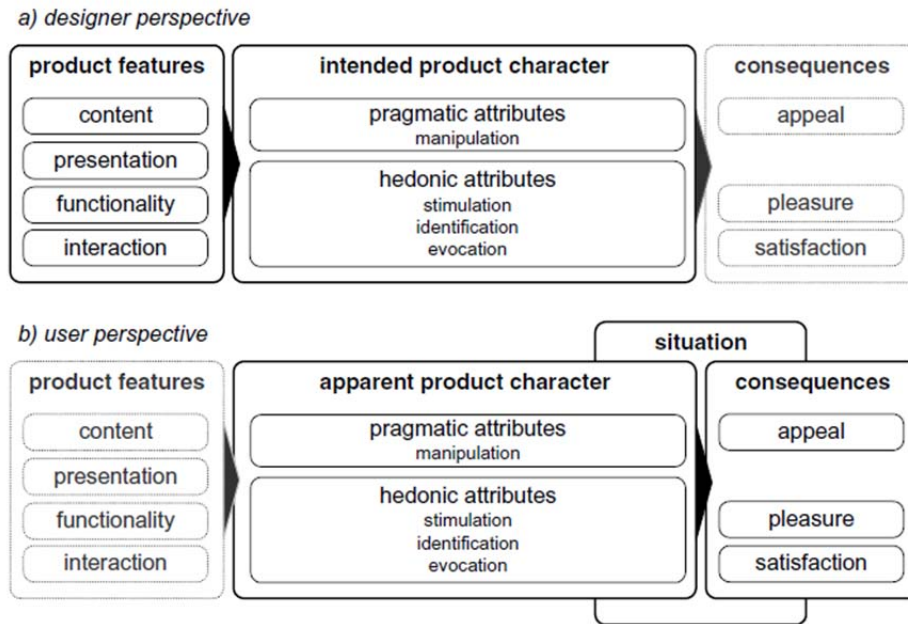 a) designer perspective
product features
content
presentation
functionality
interaction
intended product character
pragmatic attributes
manipulation
hedonic attributes
stimulation
identification
evocation
consequences
appeal
pleasure
satisfaction
b) user perspective
situation
product features
content
presentation
functionality
interaction
apparent product character
pragmatic attributes
manipulation
hedonic attributes
stimulation
identification
evocation
consequences
appeal
pleasure
satisfaction